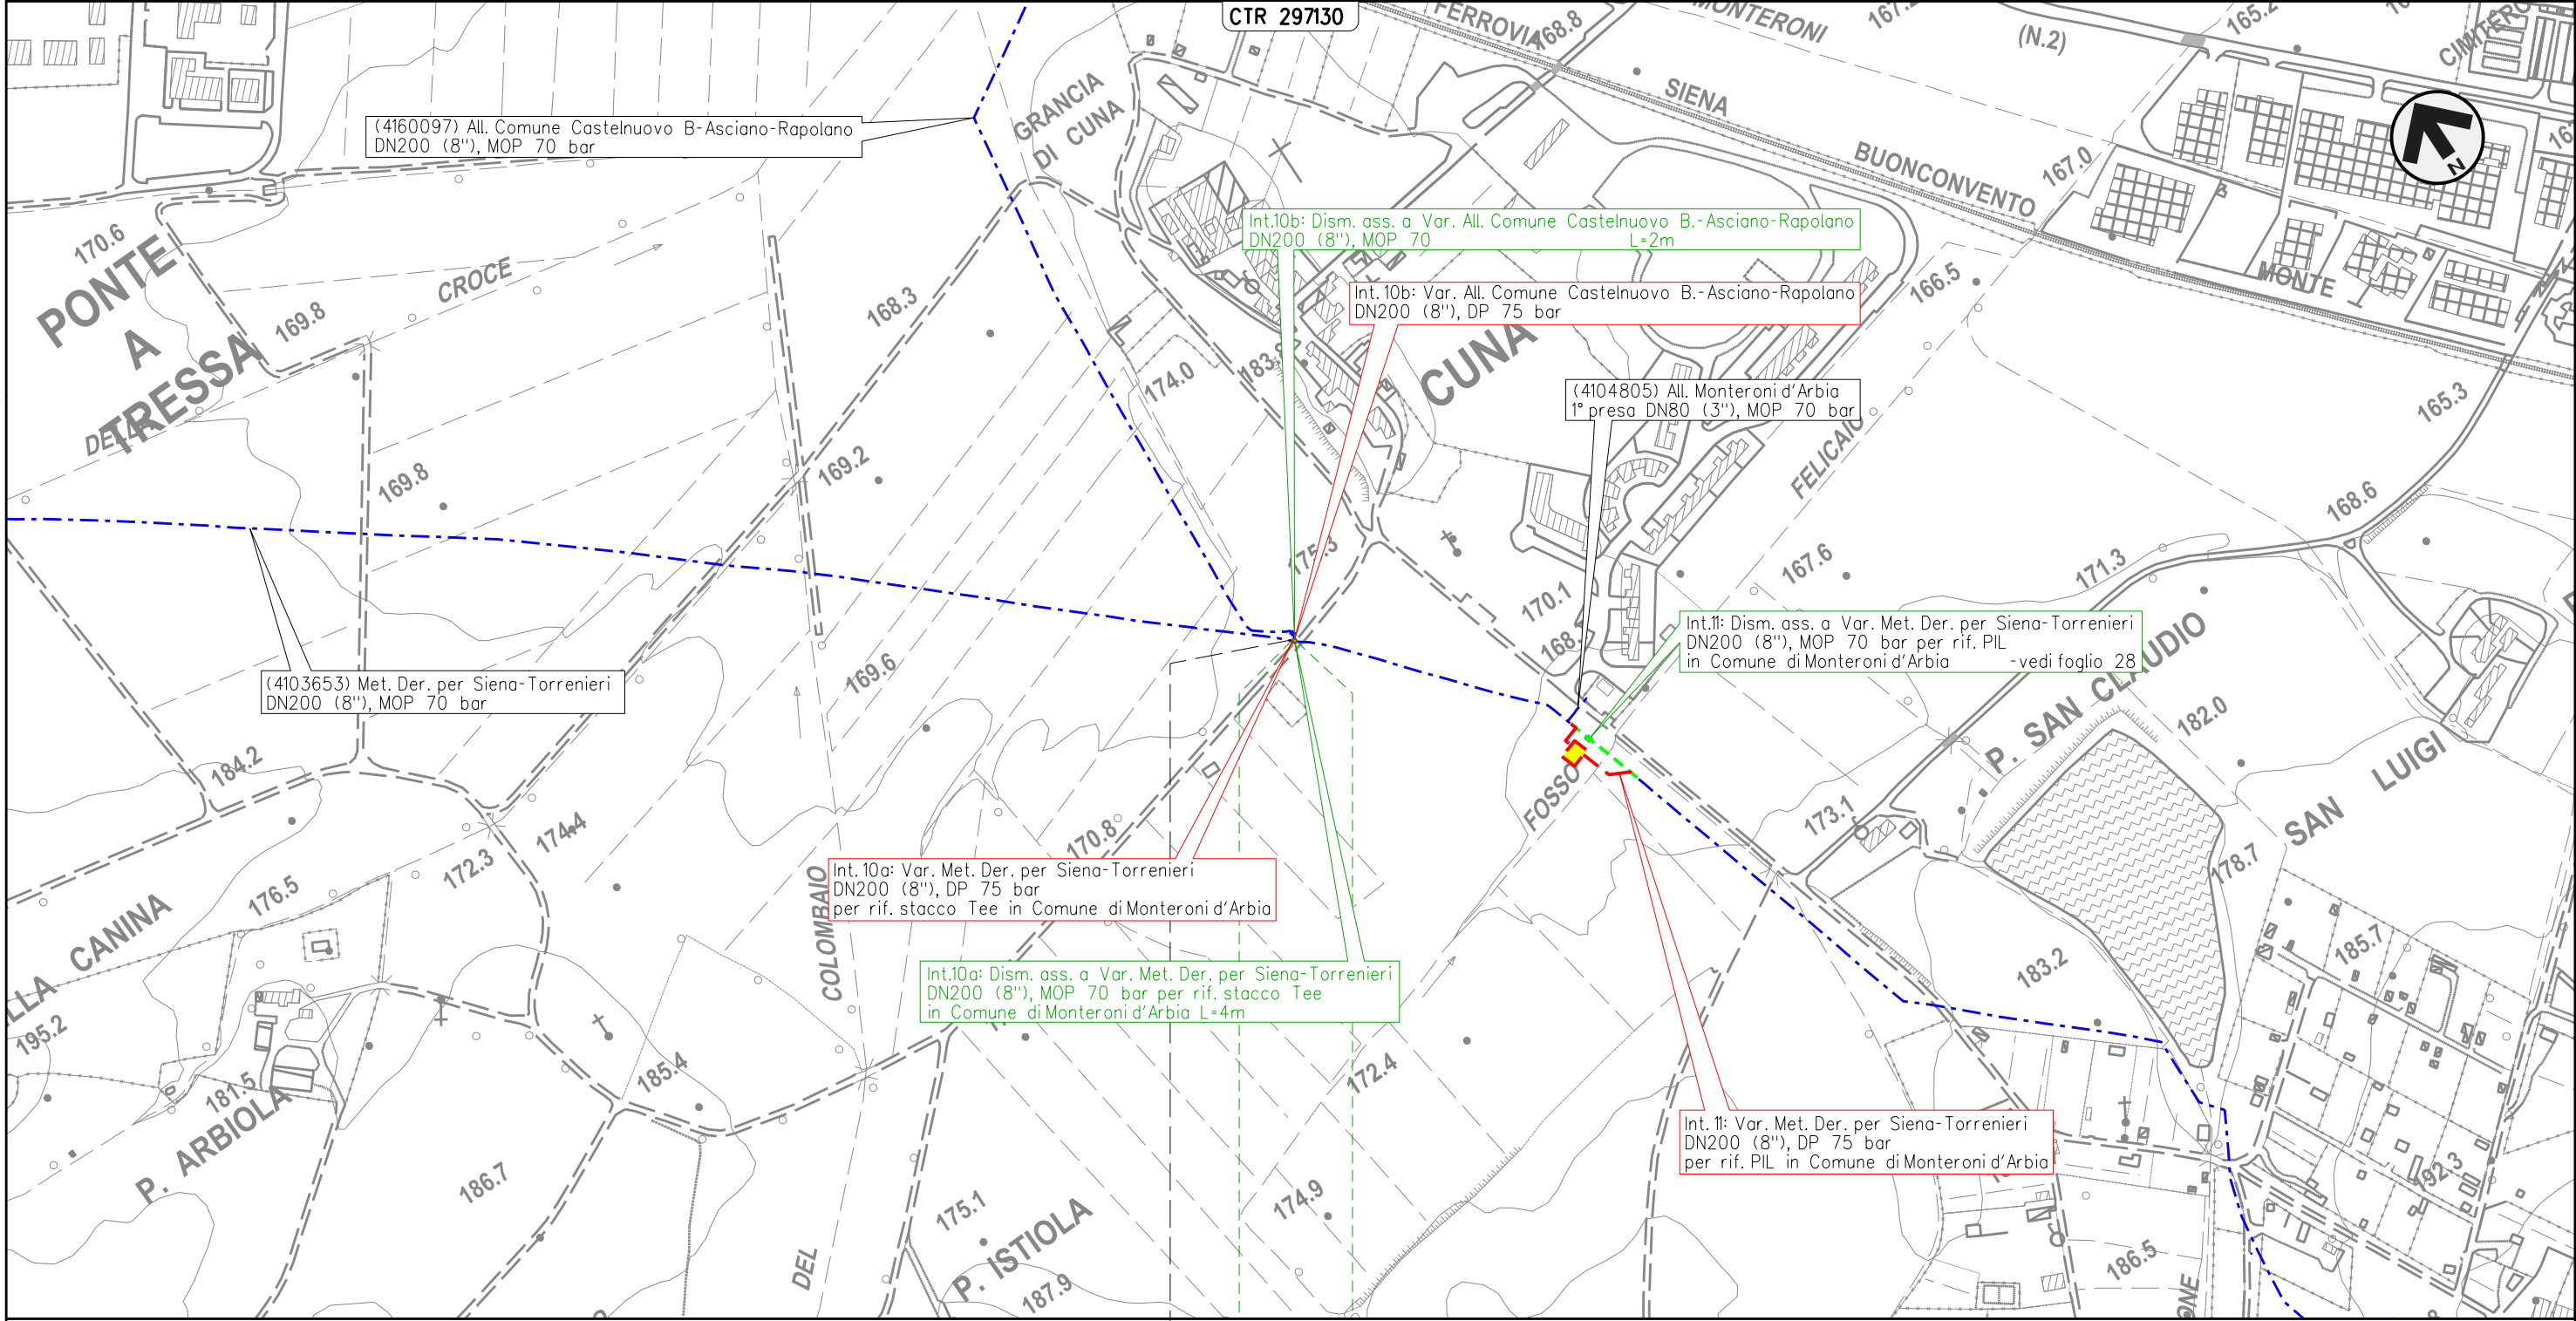 CTR 297130
FERROVIA
168.8
MONTERONI
(N.2)
165.2
SIENA
BUONCONVENTO
167.0
MONTE
N
GRANCIA
DI CUNA
(4160097) All. Comune Castelnuovo B-Asciano-Rapolano
DN200 (8"), MOP 70 bar
170.6
PONTE
A
TRESSA
CROCE
169.8
168.3
Int.10b: Dism. ass. a Var. All. Comune Castelnuovo B.-Asciano-Rapolano
DN200 (8"), MOP 70 L=2m
Int. 10b: Var. All. Comune Castelnuovo B.-Asciano-Rapolano
DN200 (8"), DP 75 bar
166.5
174.0
CUNA
(4104805) All. Monteroni d'Arbia
1° presa DN80 (3"), MOP 70 bar
165.3
FELICAIO
169.8
169.2
168.6
175.3
167.6
171.3
170.1
Int.11: Dism. ass. a Var. Met. Der. per Siena-Torrenieri
DN200 (8"), MOP 70 bar per rif. PIL
in Comune di Monteroni d'Arbia -vedi foglio 28
(4103653) Met. Der. per Siena-Torrenieri
DN200 (8"), MOP 70 bar
169.6
P. SAN CLAUDIO
182.0
SAN LUIGI
184.2
FOSSO
173.1
170.8
174.4
172.3
176.5
178.7
Int. 10a: Var. Met. Der. per Siena-Torrenieri
DN200 (8"), DP 75 bar
per rif. stacco Tee in Comune di Monteroni d'Arbia
COLOMBAIO
CANINA
195.2
185.7
183.2
Int.10a: Dism. ass. a Var. Met. Der. per Siena-Torrenieri
DN200 (8"), MOP 70 bar per rif. stacco Tee
in Comune di Monteroni d'Arbia L=4m
185.4
172.4
181.5
P. ARBIOLA
Int. 11: Var. Met. Der. per Siena-Torrenieri
DN200 (8"), DP 75 bar
per rif. PIL in Comune di Monteroni d'Arbia
186.7
192.3
175.1
174.9
P. ISTIOLA
187.9
DEL
186.5